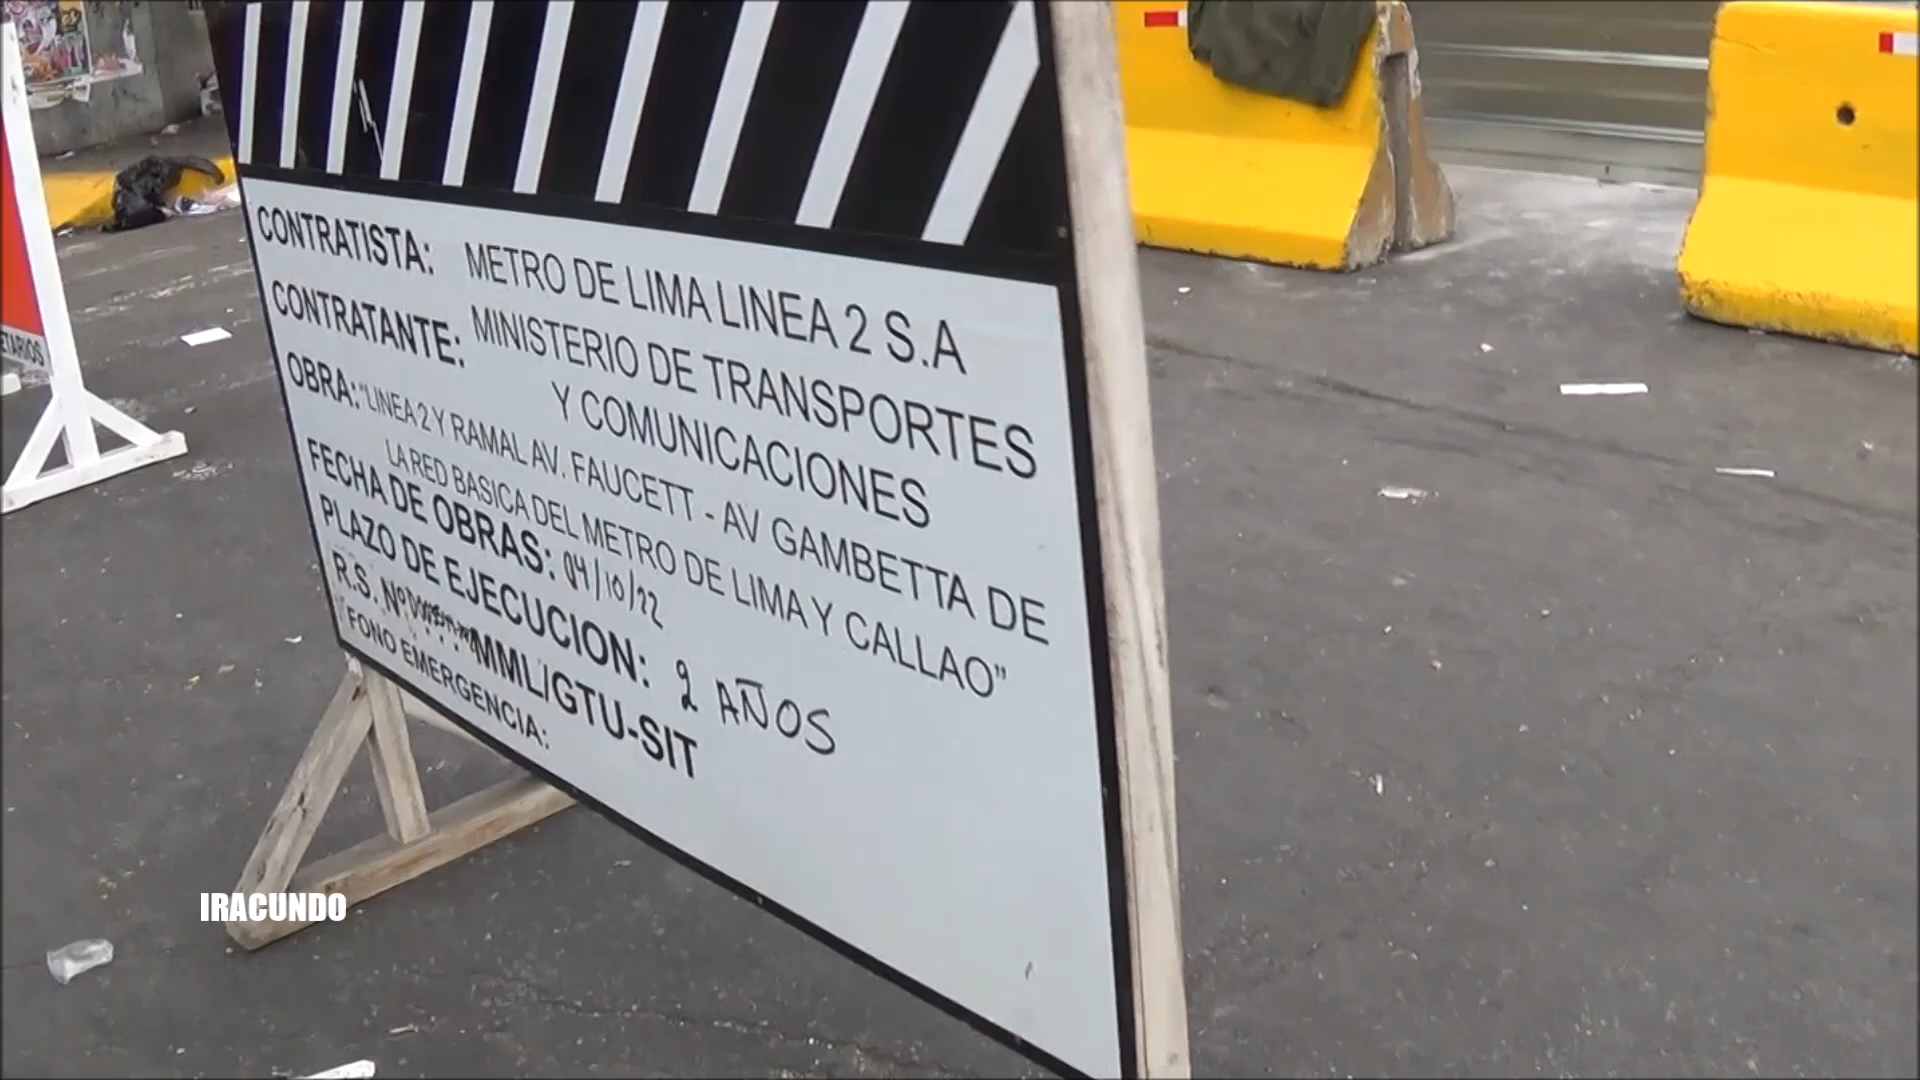 CONTRATISTA: METRO DE LIMA LINEA 2 S.A
CONTRATANTE: MINISTERIO DE TRANSPORTES
Y COMUNICACIONES
OBRA: "LINEA 2 Y RAMAL AV. FAUCETT - AV GAMBETTA DE
LA RED BASICA DEL METRO DE LIMA Y CALLAO"
FECHA DE OBRAS: 04/10/22
PLAZO DE EJECUCION: 2 AÑOS
R.S. Nº MML/GTU-SIT
FONO EMERGENCIA:
ETARIOS
IRACUNDO